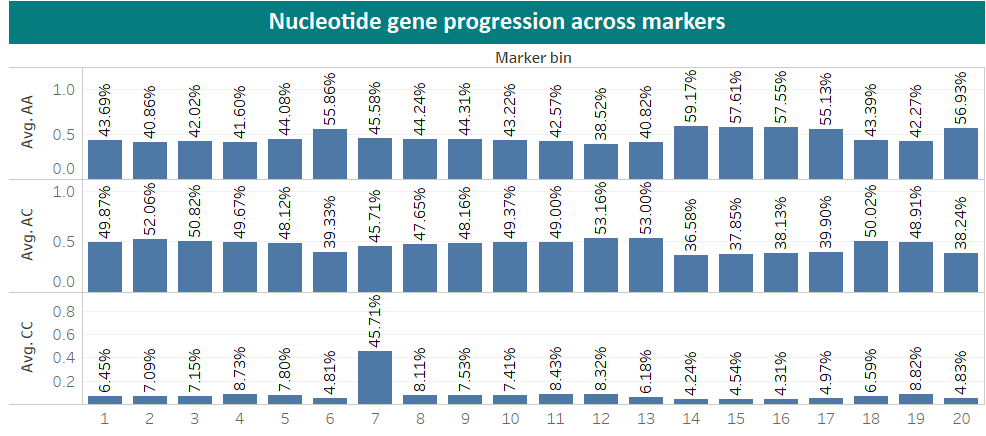 Nucleotide gene progression across markers
Marker bin
Avg. AA
1.0
0.5
0.0
43.69% 40.86% 42.02% 41.60% 44.08% 55.86% 45.58% 44.24% 44.31% 43.22% 42.57% 38.52% 40.82% 59.17% 57.61% 57.55% 55.13% 43.39% 42.27% 56.93%
Avg. AC
1.0
0.5
0.0
49.87% 52.06% 50.82% 49.67% 48.12% 39.33% 45.71% 47.65% 48.16% 49.37% 49.00% 53.16% 53.00% 36.58% 37.85% 38.13% 39.90% 50.02% 48.91% 38.24%
Avg. CC
0.8
0.6
0.4
0.2
6.45% 7.09% 7.15% 8.73% 7.80% 4.81% 45.71% 8.11% 7.53% 7.41% 8.43% 8.32% 6.18% 4.24% 4.54% 4.31% 4.97% 6.59% 8.82% 4.83%
1 2 3 4 5 6 7 8 9 10 11 12 13 14 15 16 17 18 19 20